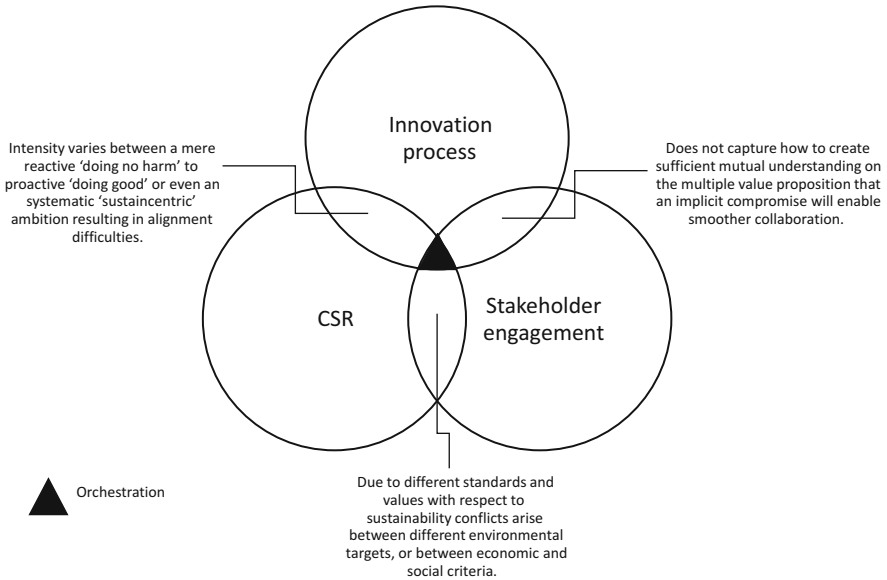 Innovation
process
Intensity varies between a mere
reactive ‘doing no harm’ to
proactive ‘doing good’ or even an
systematic ‘sustaincentric’
ambition resulting in alignment
difficulties.
Does not capture how to create
sufficient mutual understanding on
the multiple value proposition that
an implicit compromise will enable
smoother collaboration.
CSR
Stakeholder
engagement
Orchestration
Due to different standards and
values with respect to
sustainability conflicts arise
between different environmental
targets, or between economic and
social criteria.